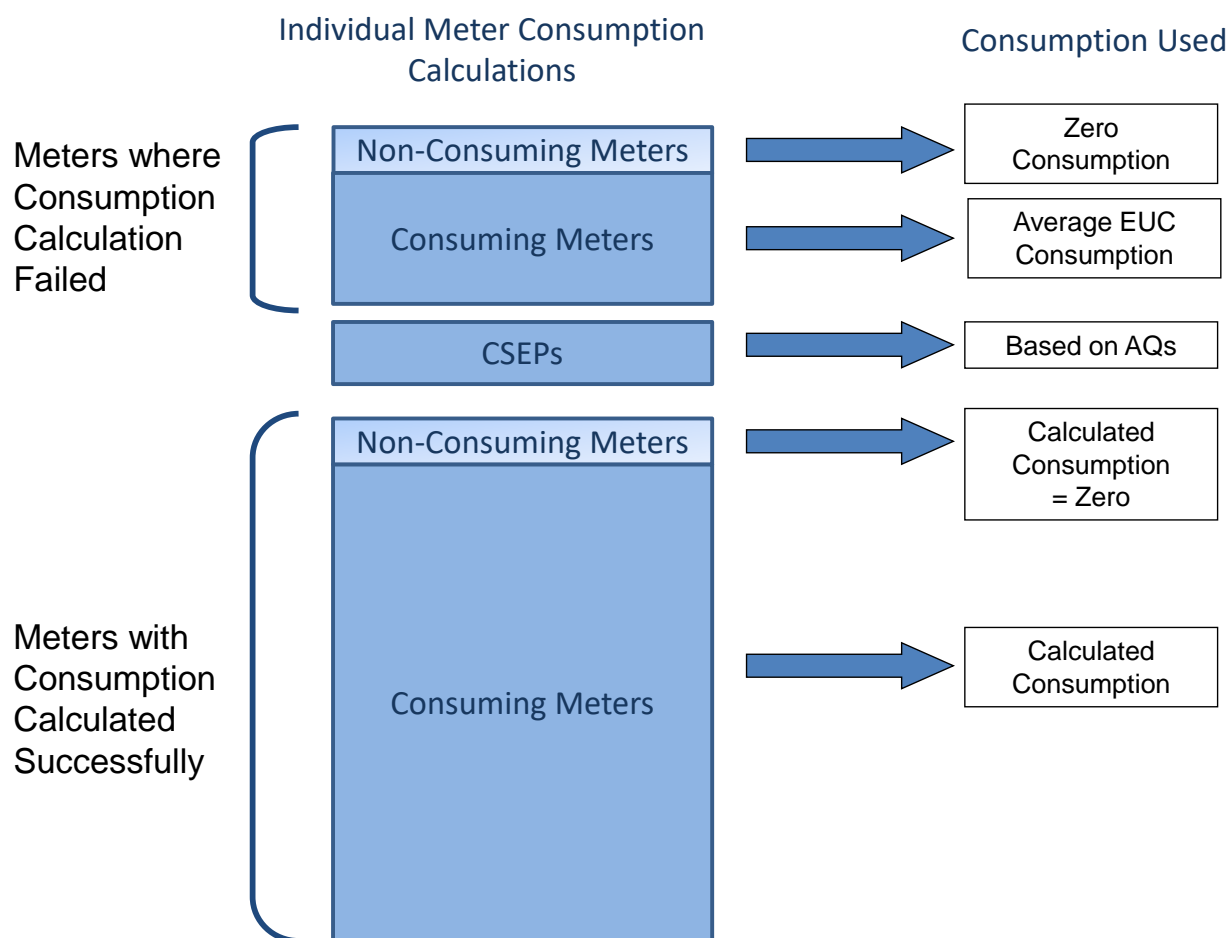 Individual Meter Consumption
Calculations
Consumption Used
Meters where
Consumption
Calculation
Failed
Non-Consuming Meters
Zero
Consumption
Consuming Meters
Average EUC
Consumption
CSEPs
Based on AQs
Meters with
Consumption
Calculated
Successfully
Non-Consuming Meters
Calculated
Consumption
= Zero
Consuming Meters
Calculated
Consumption